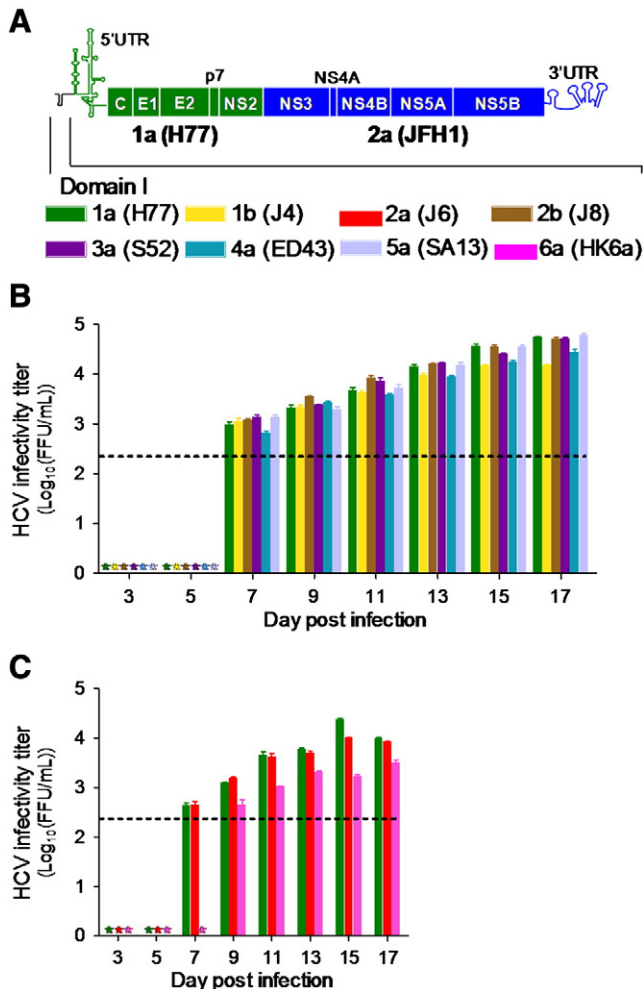 A
5'UTR
p7
NS4A
3'UTR
C E1 E2 NS2 NS3 NS4B NS5A NS5B
1a (H77) 2a (JFH1)
Domain I
1a (H77) 1b (J4) 2a (J6) 2b (J8)
3a (S52) 4a (ED43) 5a (SA13) 6a (HK6a)
B
HCV infectivity titer
(Log10(FFU/mL))
5
4
3
2
1
0
3 5 7 9 11 13 15 17
Day post infection
C
HCV infectivity titer
(Log10(FFU/mL))
5
4
3
2
1
0
3 5 7 9 11 13 15 17
Day post infection